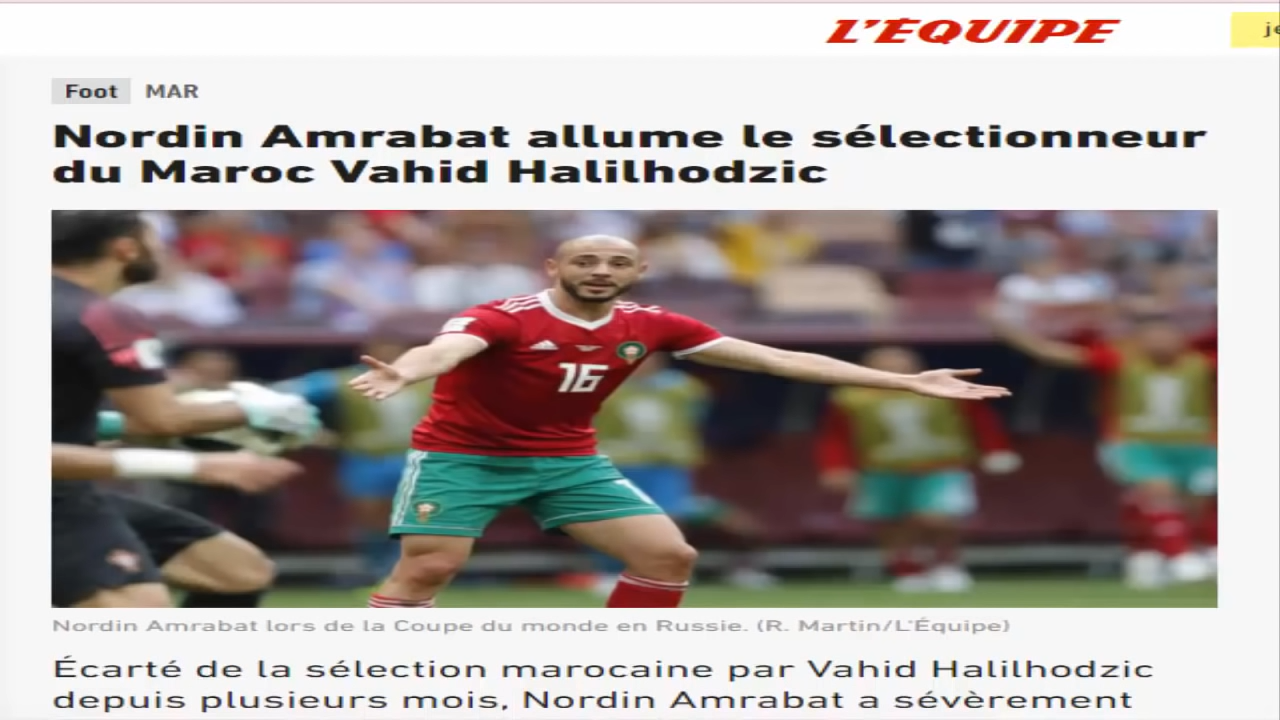 L'ÉQUIPE
je
Foot MAR
Nordin Amrabat allume le sélectionneur
du Maroc Vahid Halilhodzic
16
Nordin Amrabat lors de la Coupe du monde en Russie. (R. Martin/L'Équipe)
Écarté de la sélection marocaine par Vahid Halilhodzic
depuis plusieurs mois, Nordin Amrabat a sévèrement